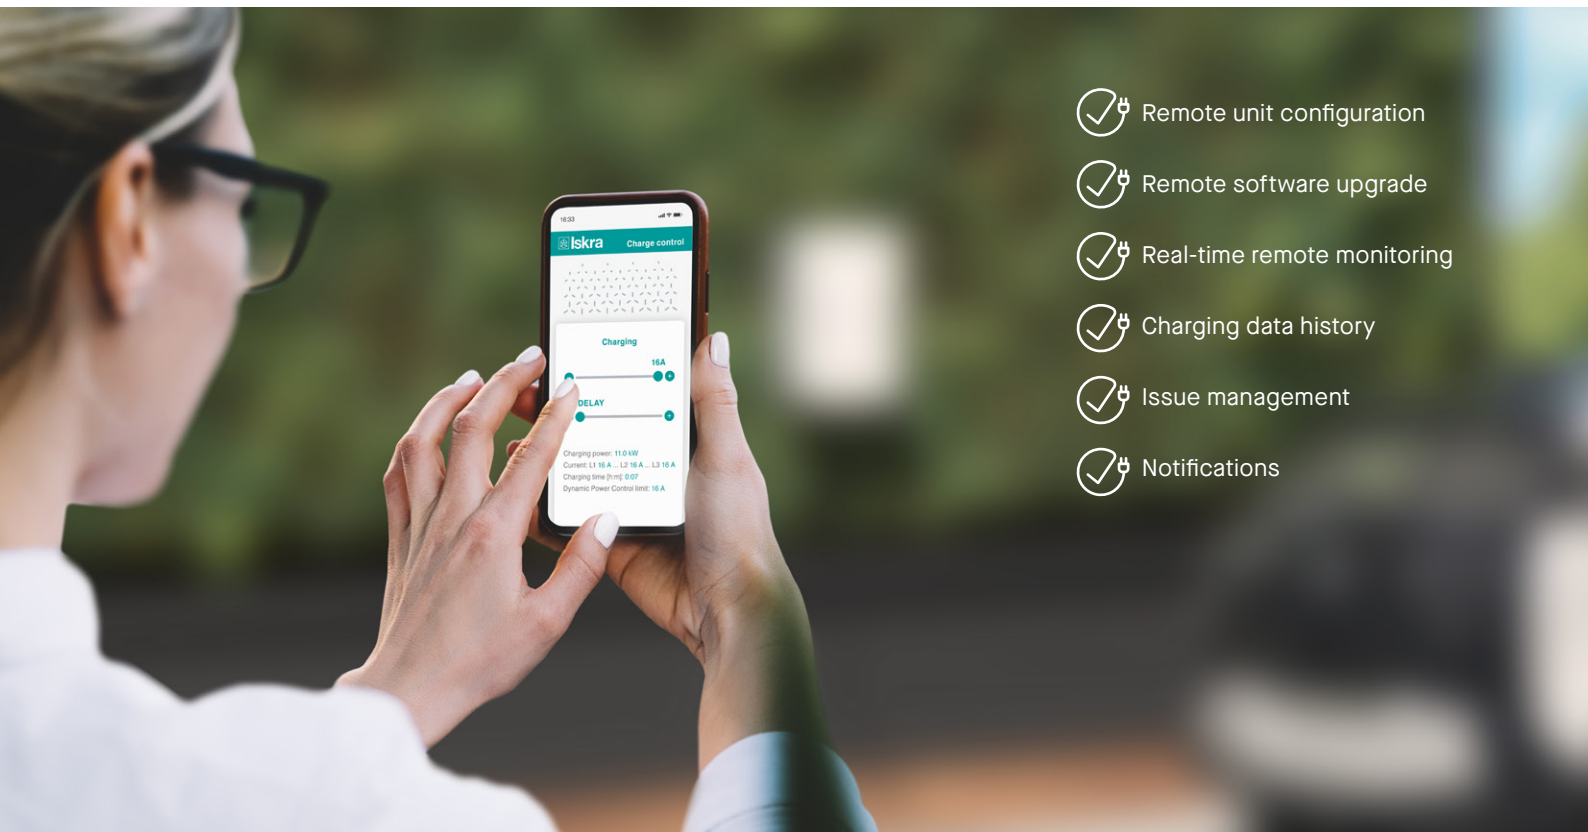 16:33
Iskra Charge control
Charging
16A
DELAY
Charging power: 11.0 kW
Current: L1 16 A ... L2 16 A ... L3 16 A
Charging time [h:m]: 0:07
Dynamic Power Control limit: 16 A
Remote unit configuration
Remote software upgrade
Real-time remote monitoring
Charging data history
Issue management
Notifications